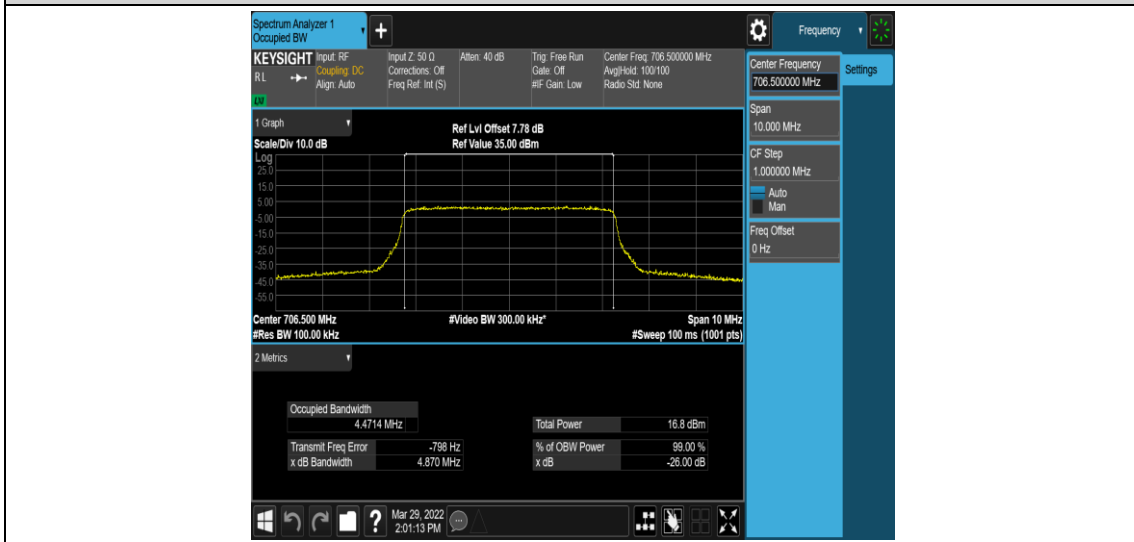 Spectrum Analyzer 1
Occupied BW
+
Frequency
KEYSIGHT
RL
Input: RF
Coupling: DC
Align: Auto
Input Z: 50 Ω
Corrections: Off
Freq Ref: Int (S)
Atten: 40 dB
Trig: Free Run
Gate: Off
#IF Gain: Low
Center Freq: 706.500000 MHz
Avg|Hold: 100/100
Radio Std: None
Center Frequency
706.500000 MHz
Settings
Span
10.000 MHz
CF Step
1.000000 MHz
Auto
Man
Freq Offset
0 Hz
1 Graph
Scale/Div 10.0 dB
Ref Lvl Offset 7.78 dB
Ref Value 35.00 dBm
Log
25.0
15.0
5.00
-5.00
-15.0
-25.0
-35.0
-45.0
-55.0
Center 706.500 MHz
#Video BW 300.00 kHz*
Span 10 MHz
#Res BW 100.00 kHz
#Sweep 100 ms (1001 pts)
2 Metrics
Occupied Bandwidth
4.4714 MHz
Total Power 16.8 dBm
Transmit Freq Error -798 Hz
% of OBW Power 99.00 %
x dB Bandwidth 4.870 MHz
x dB -26.00 dB
?
Mar 29, 2022
2:01:13 PM